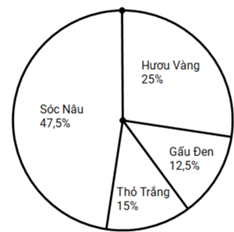 Hươu Vàng
25%
Sóc Nâu
47,5%
Gấu Đen
12,5%
Thỏ Trắng
15%